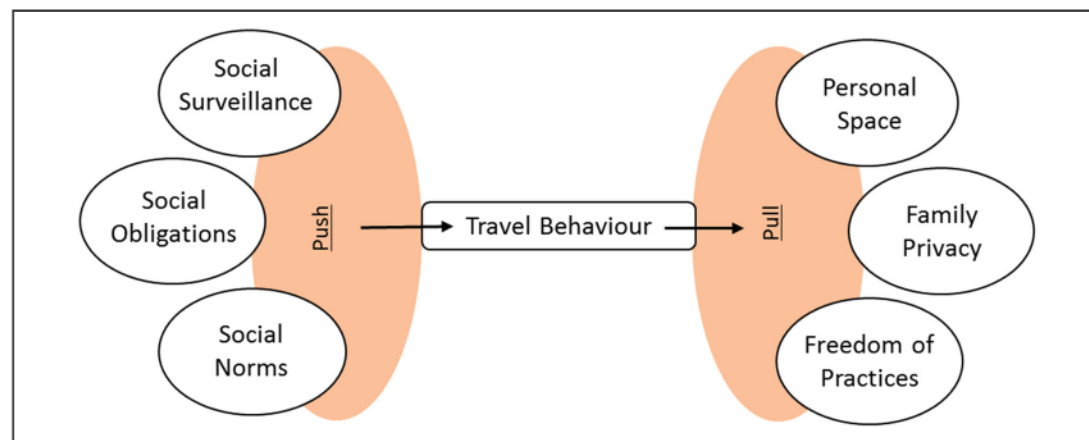 Social
Surveillance
Social
Obligations
Social
Norms
Push
Travel Behaviour
Pull
Personal
Space
Family
Privacy
Freedom of
Practices